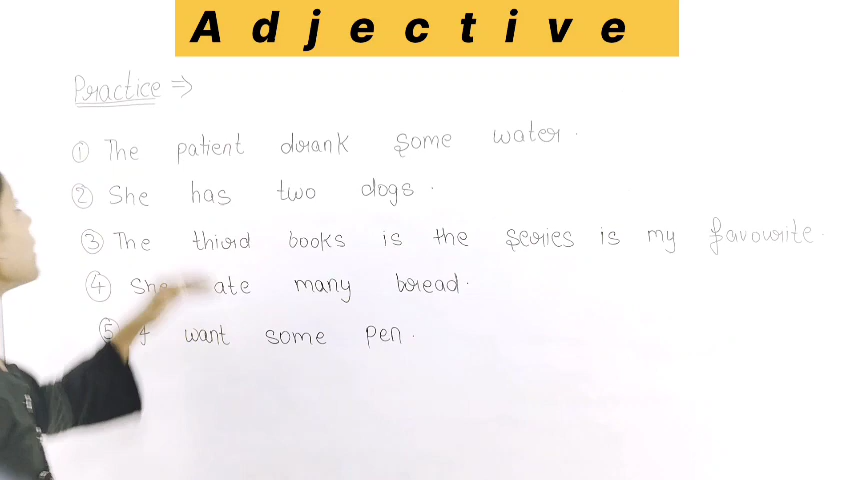 Adjective
Practice ⇒
① The patient drank some water.
② She has two dogs.
③ The third books is the series is my favourite.
④ She ate many bread.
⑤ I want some pen.